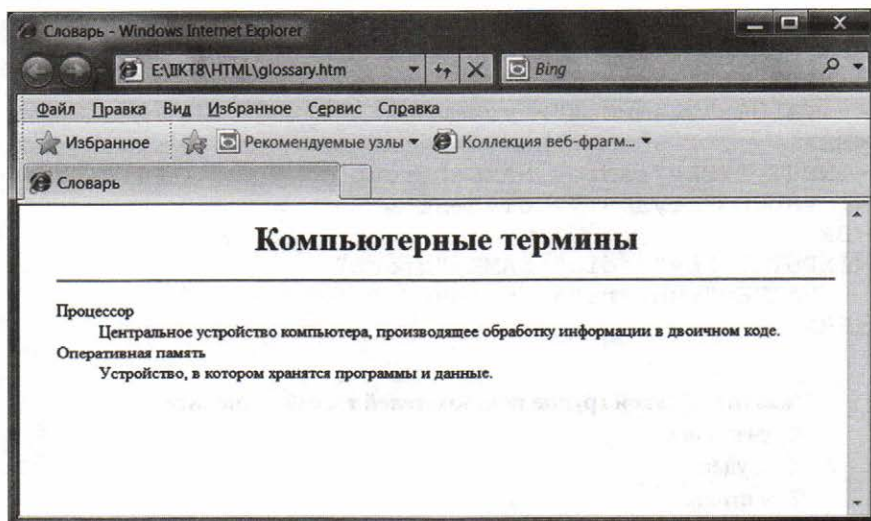 Словарь - Windows Internet Explorer
E:\IIKT8\HTML\glossary.htm Bing
Файл Правка Вид Избранное Сервис Справка
Избранное Рекомендуемые узлы Коллекция веб-фрагм...
Словарь
Компьютерные термины
Процессор
Центральное устройство компьютера, производящее обработку информации в двоичном коде.
Оперативная память
Устройство, в котором хранятся программы и данные.